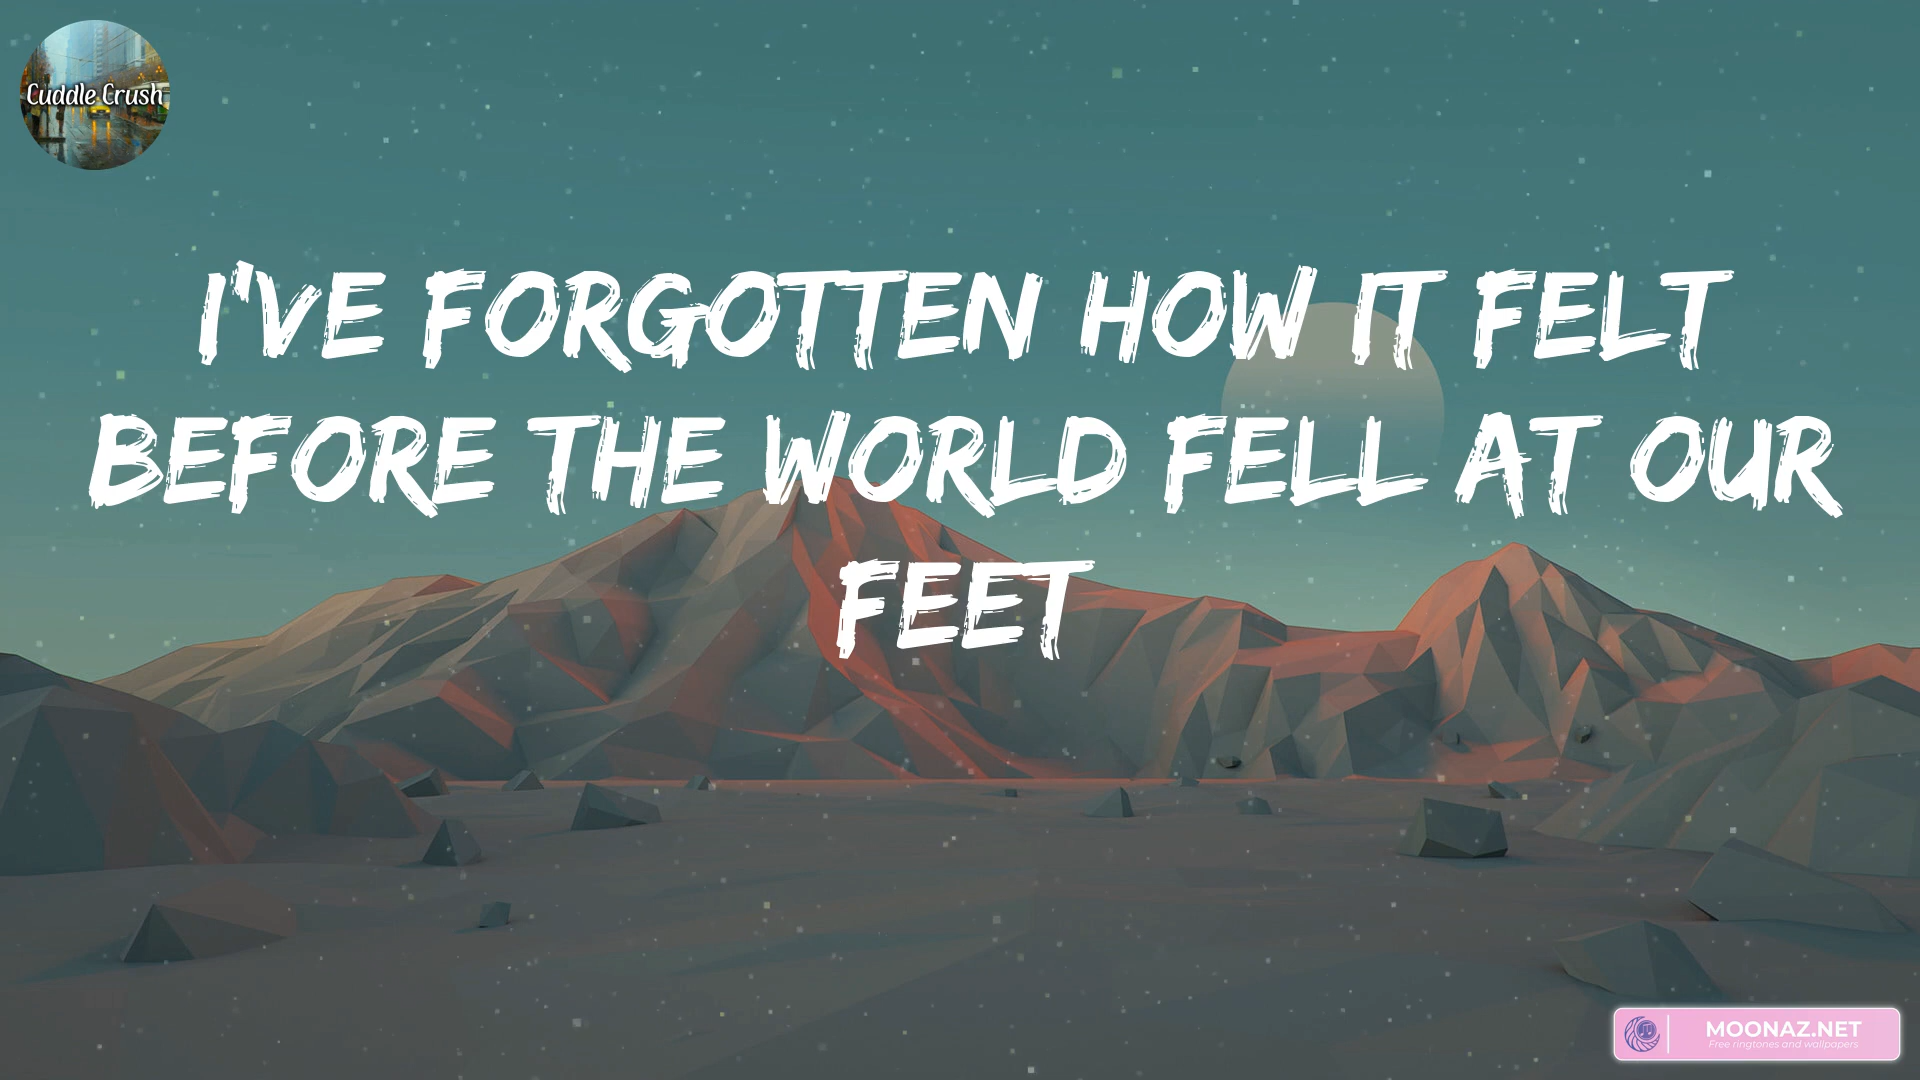 Cuddle Crush
I'VE FORGOTTEN HOW IT FELT
BEFORE THE WORLD FELL AT OUR
FEET
MOONAZ.NET
Free ringtones and wallpapers